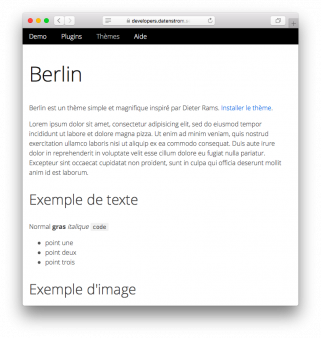 developers.datenstrom.
Demo Plugins Thèmes Aide
Berlin
Berlin est un thème simple et magnifique inspiré par Dieter Rams. Installer le thème.
Lorem ipsum dolor sit amet, consectetur adipisicing elit, sed do eiusmod tempor
incididunt ut labore et dolore magna pizza. Ut enim ad minim veniam, quis nostrud
exercitation ullamco laboris nisi ut aliquip ex ea commodo consequat. Duis aute irure
dolor in reprehenderit in voluptate velit esse cillum dolore eu fugiat nulla pariatur.
Excepteur sint occaecat cupidatat non proident, sunt in culpa qui officia deserunt mollit
anim id est laborum.
Exemple de texte
Normal gras italique code
point une
point deux
point trois
Exemple d'image